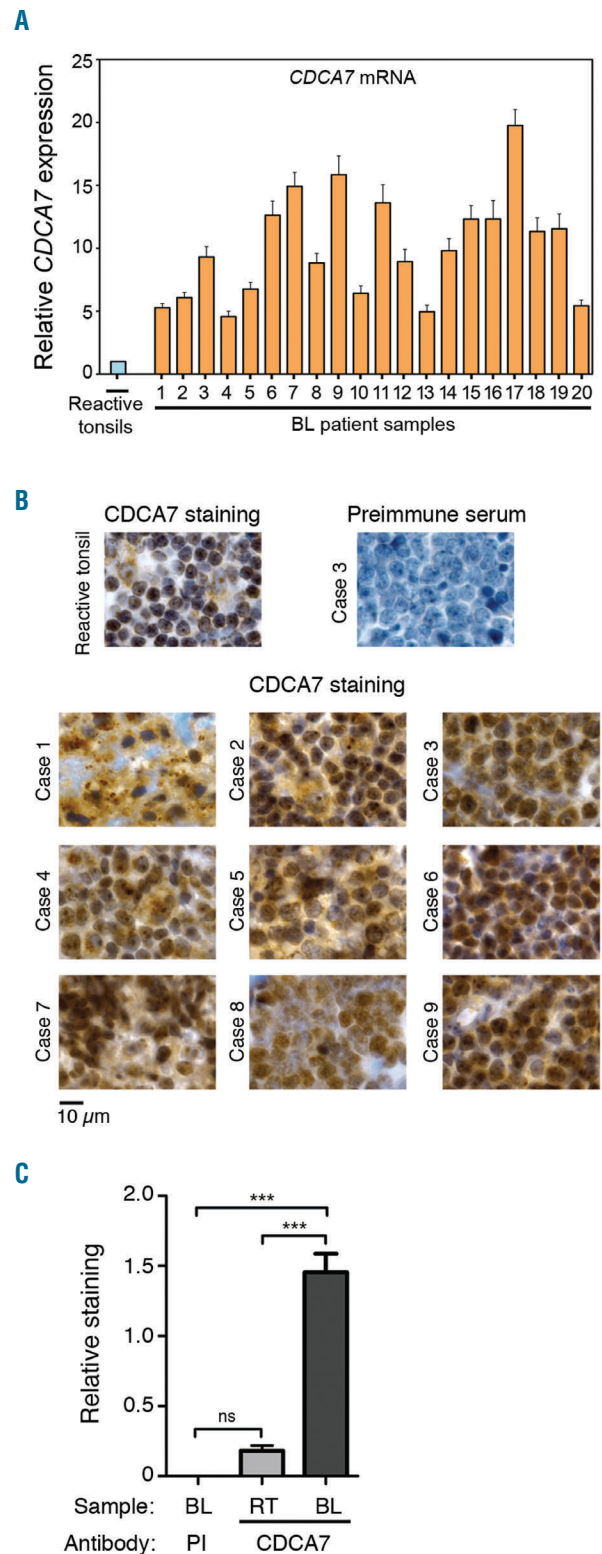 A
CDCA7 mRNA
Relative CDCA7 expression
25
20
15
10
5
0
1 2 3 4 5 6 7 8 9 10 11 12 13 14 15 16 17 18 19 20
Reactive
tonsils
BL patient samples
B
CDCA7 staining
Preimmune serum
Reactive tonsil
Case 3
CDCA7 staining
Case 1
Case 2
Case 3
Case 4
Case 5
Case 6
Case 7
Case 8
Case 9
10 µm
C
Relative staining
2.0
1.5
1.0
0.5
0
***
***
ns
Sample: BL RT BL
Antibody: PI CDCA7